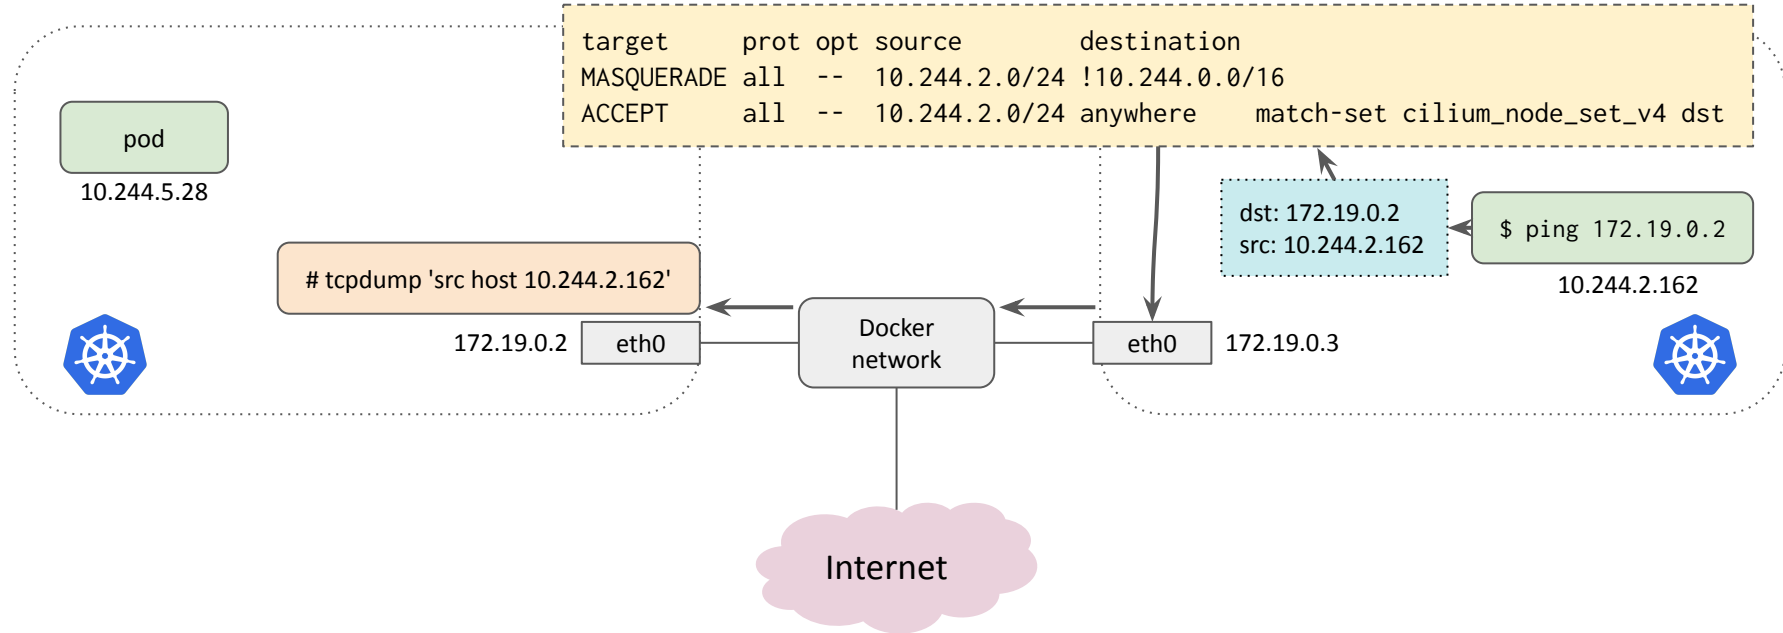 target prot opt source destination
MASQUERADE all -- 10.244.2.0/24 !10.244.0.0/16
ACCEPT all -- 10.244.2.0/24 anywhere match-set cilium_node_set_v4 dst
pod
10.244.5.28
dst: 172.19.0.2
src: 10.244.2.162
$ ping 172.19.0.2
10.244.2.162
# tcpdump 'src host 10.244.2.162'
172.19.0.2
eth0
Docker
network
eth0
172.19.0.3
Internet